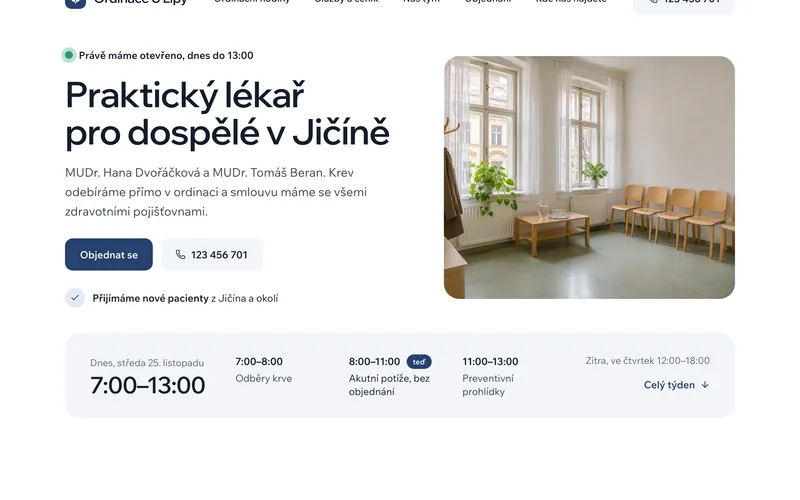 Právě máme otevřeno, dnes do 13:00
Praktický lékař
pro dospělé v Jičíně
MUDr. Hana Dvořáčková a MUDr. Tomáš Beran. Krev
odebíráme přímo v ordinaci a smlouvu máme se všemi
zdravotními pojišťovnami.
Objednat se
123 456 701
Přijímáme nové pacienty z Jičína a okolí
Dnes, středa 25. listopadu
7:00–13:00
7:00–8:00
Odběry krve
8:00–11:00 teď
Akutní potíže, bez
objednání
11:00–13:00
Preventivní
prohlídky
Zítra, ve čtvrtek 12:00–18:00
Celý týden